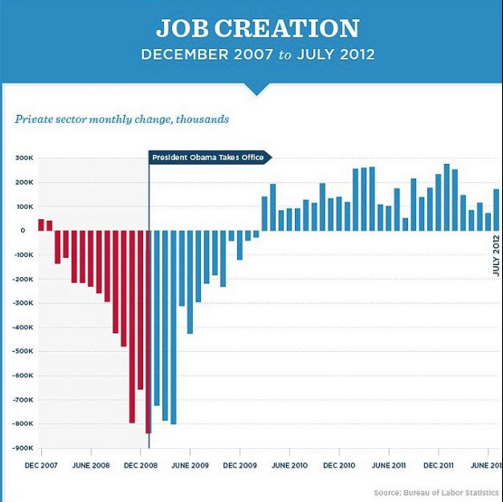 JOB CREATION
DECEMBER 2007 to JULY 2012
Private sector monthly change, thousands
President Obama Takes Office
300K
200K
100K
0
-100K
-200K
-300K
-400K
-500K
-600K
-700K
-800K
-900K
JULY 2012
DEC 2007 JUNE 2008 DEC 2008 JUNE 2009 DEC 2009 JUNE 2010 DEC 2010 JUNE 2011 DEC 2011 JUNE 201
Source: Bureau of Labor Statistics